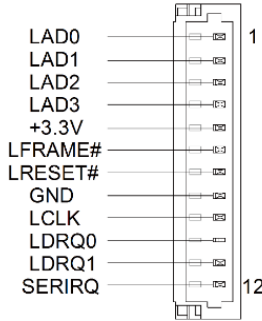 LAD0 1
LAD1
LAD2
LAD3
+3.3V
LFRAME#
LRESET#
GND
LCLK
LDRQ0
LDRQ1
SERIRQ 12